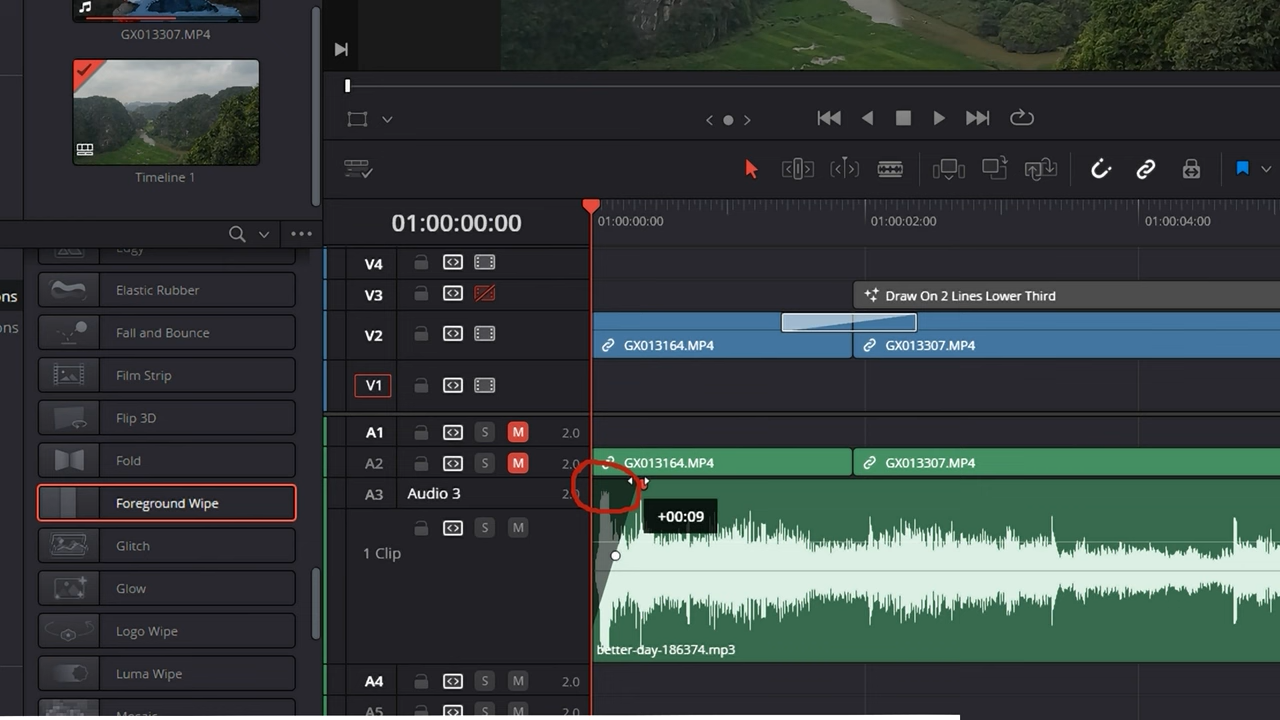 GX013307.MP4
Timeline 1
01:00:00:00
01:00:00:00
01:00:02:00
01:00:04:00
ons
ons
Elastic Rubber
Fall and Bounce
Film Strip
Flip 3D
Fold
Foreground Wipe
Glitch
Glow
Logo Wipe
Luma Wipe
V4
V3
Draw On 2 Lines Lower Third
V2
GX013164.MP4
GX013307.MP4
V1
A1
S
M
2.0
A2
S
M
2.0
GX013164.MP4
GX013307.MP4
A3
Audio 3
2.0
+00:09
S
M
1 Clip
better-day-186374.mp3
A4
S
M
2.0
A5
S
M
2.0